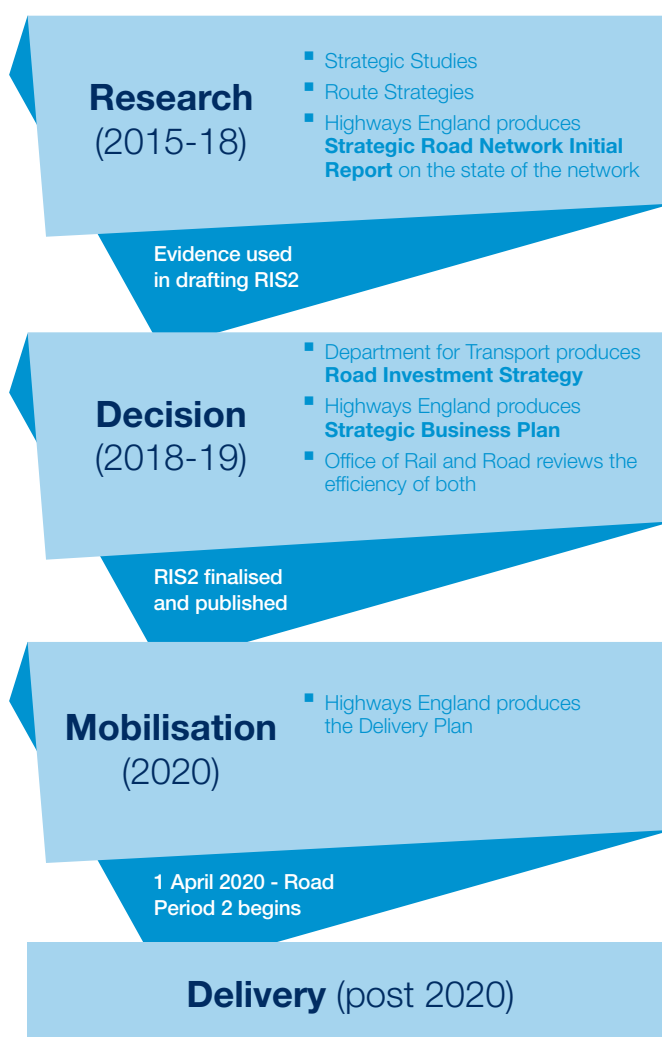 Research
(2015-18)
■ Strategic Studies
■ Route Strategies
■ Highways England produces
Strategic Road Network Initial
Report on the state of the network
Evidence used
in drafting RIS2
Decision
(2018-19)
■ Department for Transport produces
Road Investment Strategy
■ Highways England produces
Strategic Business Plan
■ Office of Rail and Road reviews the
efficiency of both
RIS2 finalised
and published
Mobilisation
(2020)
■ Highways England produces
the Delivery Plan
1 April 2020 - Road
Period 2 begins
Delivery (post 2020)